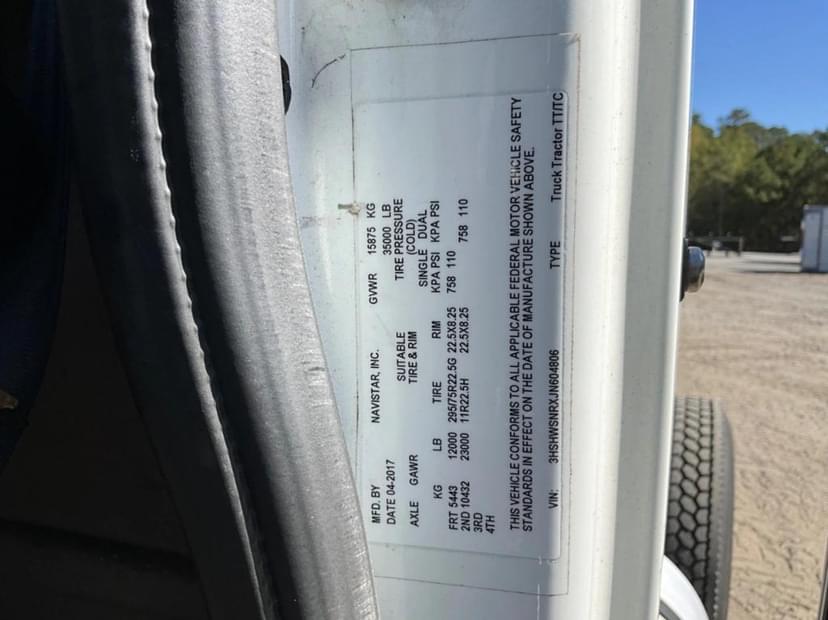 MFD. BY NAVISTAR, INC. GVWR 15875 KG
DATE 04-2017 35000 LB
SUITABLE TIRE PRESSURE
AXLE GAWR TIRE & RIM (COLD)
SINGLE DUAL
KG LB TIRE RIM KPA PSI KPA PSI
FRT 5443 12000 295/75R22.5G 22.5X8.25 758 110
2ND 10432 23000 11R22.5H 22.5X8.25 758 110
3RD
4TH
THIS VEHICLE CONFORMS TO ALL APPLICABLE FEDERAL MOTOR VEHICLE SAFETY
STANDARDS IN EFFECT ON THE DATE OF MANUFACTURE SHOWN ABOVE.
VIN: 3HSHWSNRXJN604806 TYPE Truck Tractor TT/TC